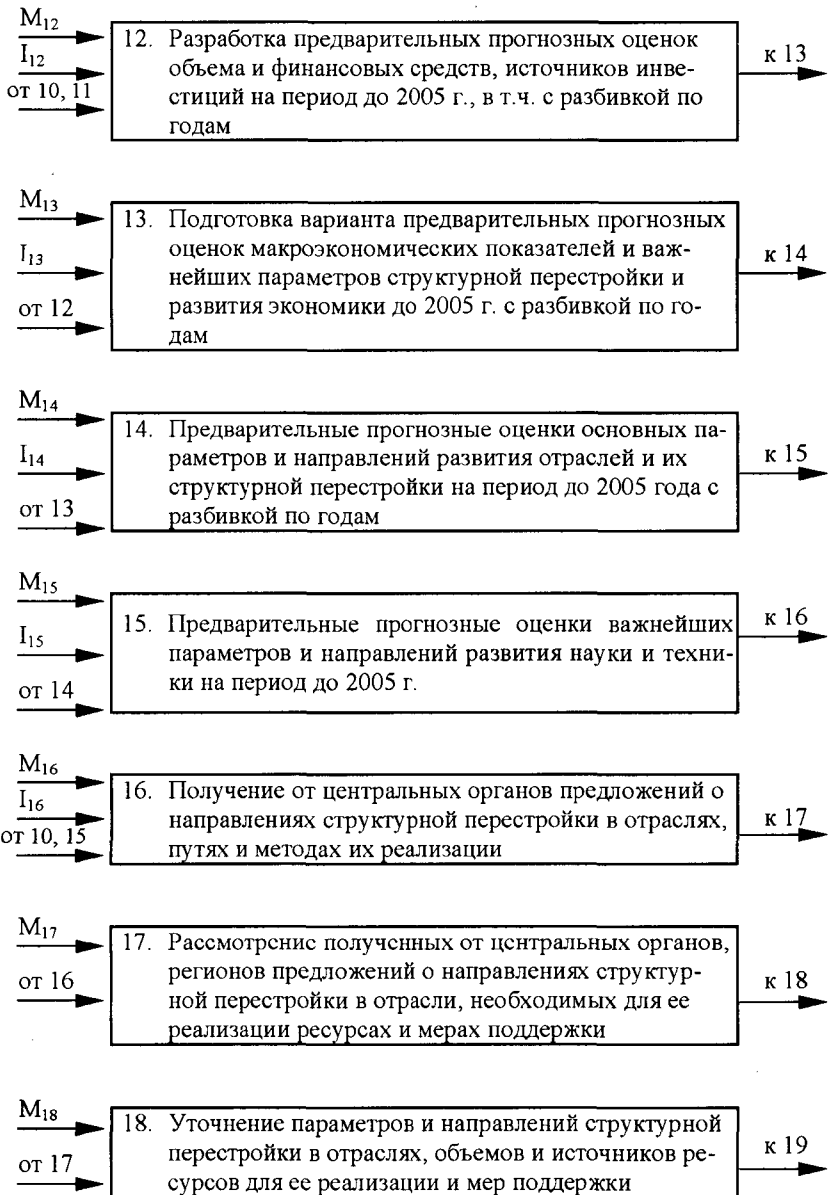 M₁₂
I₁₂
от 10, 11
12. Разработка предварительных прогнозных оценок
объема и финансовых средств, источников инве-
стиций на период до 2005 г., в т.ч. с разбивкой по
годам
к 13
M₁₃
I₁₃
от 12
13. Подготовка варианта предварительных прогнозных
оценок макроэкономических показателей и важ-
нейших параметров структурной перестройки и
развития экономики до 2005 г. с разбивкой по го-
дам
к 14
M₁₄
I₁₄
от 13
14. Предварительные прогнозные оценки основных па-
раметров и направлений развития отраслей и их
структурной перестройки на период до 2005 года с
разбивкой по годам
к 15
M₁₅
I₁₅
от 14
15. Предварительные прогнозные оценки важнейших
параметров и направлений развития науки и техни-
ки на период до 2005 г.
к 16
M₁₆
I₁₆
от 10, 15
16. Получение от центральных органов предложений о
направлениях структурной перестройки в отраслях,
путях и методах их реализации
к 17
M₁₇
от 16
17. Рассмотрение полученных от центральных органов,
регионов предложений о направлениях структур-
ной перестройки в отрасли, необходимых для ее
реализации ресурсах и мерах поддержки
к 18
M₁₈
от 17
18. Уточнение параметров и направлений структурной
перестройки в отраслях, объемов и источников ре-
сурсов для ее реализации и мер поддержки
к 19